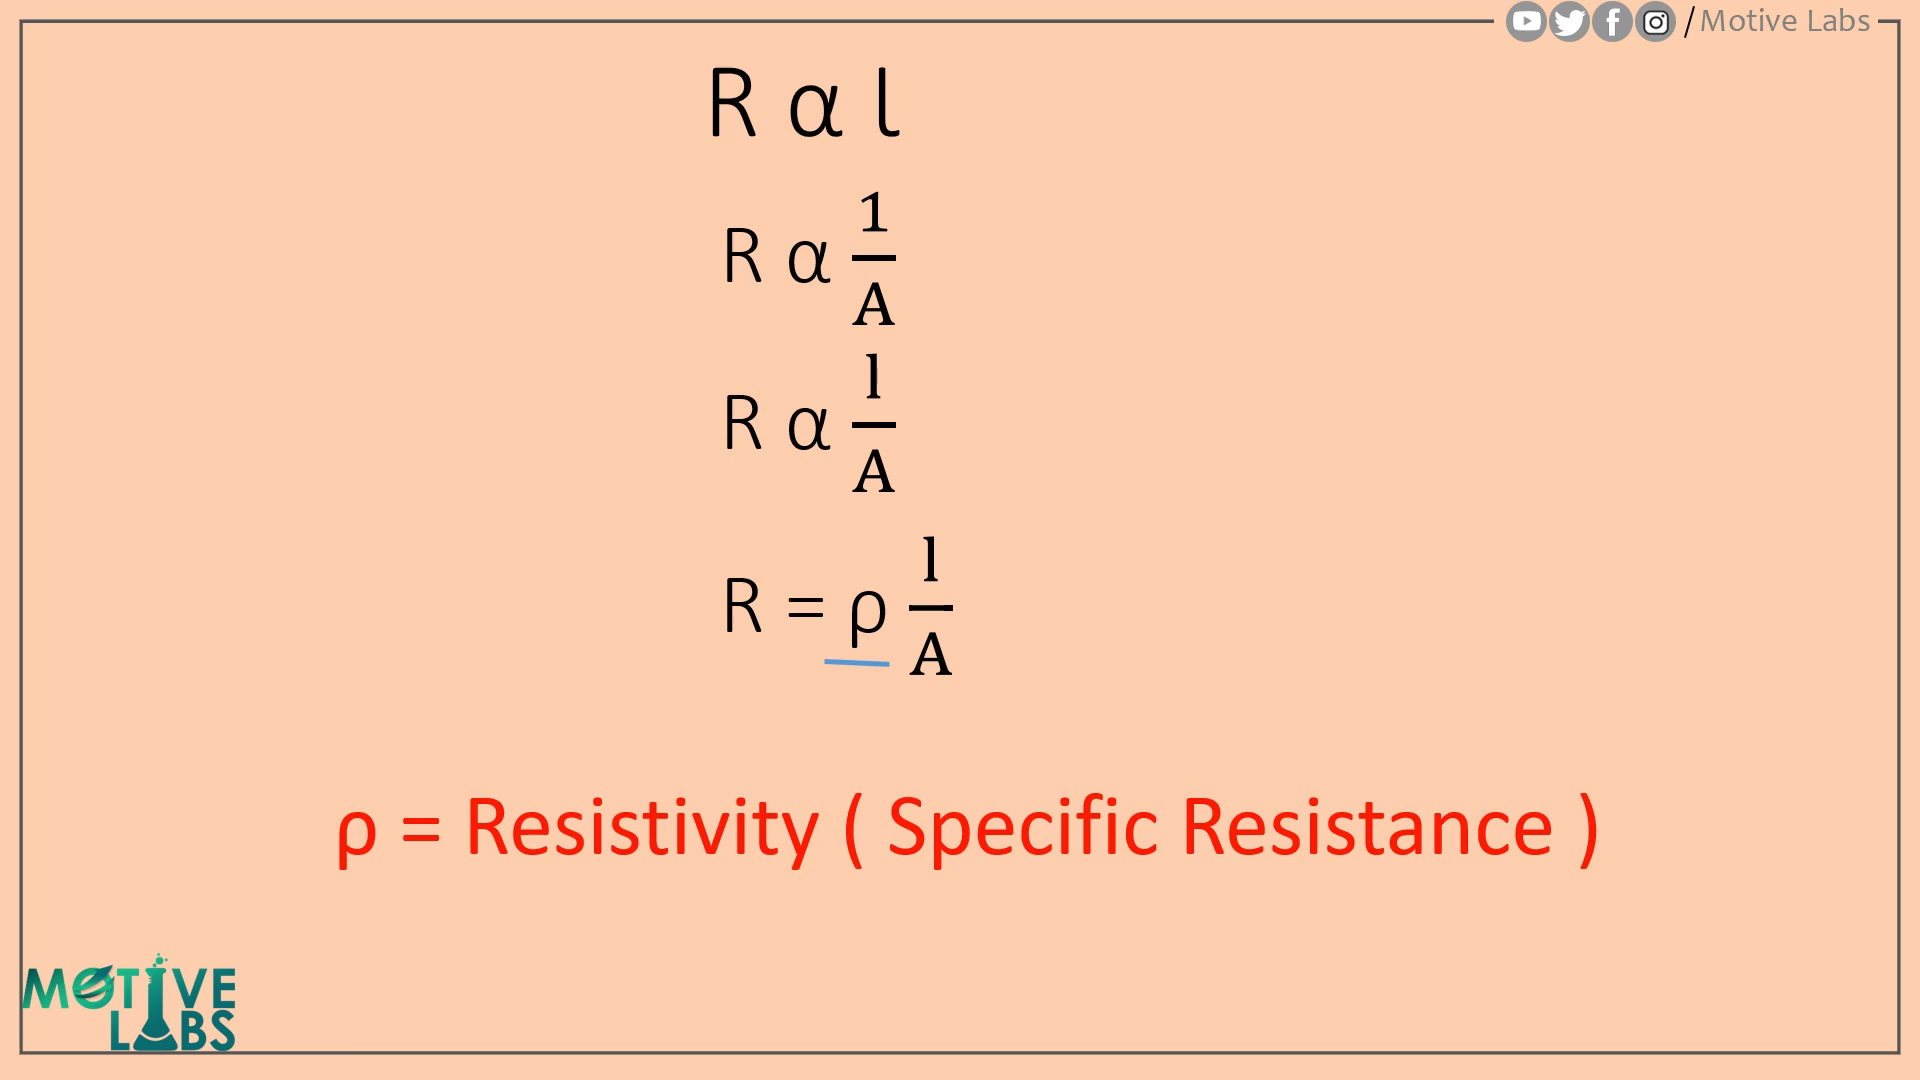 / Motive Labs
R α l
R α 1/A
R α l/A
R = ρ l/A
ρ = Resistivity ( Specific Resistance )
MOTIVE
LABS